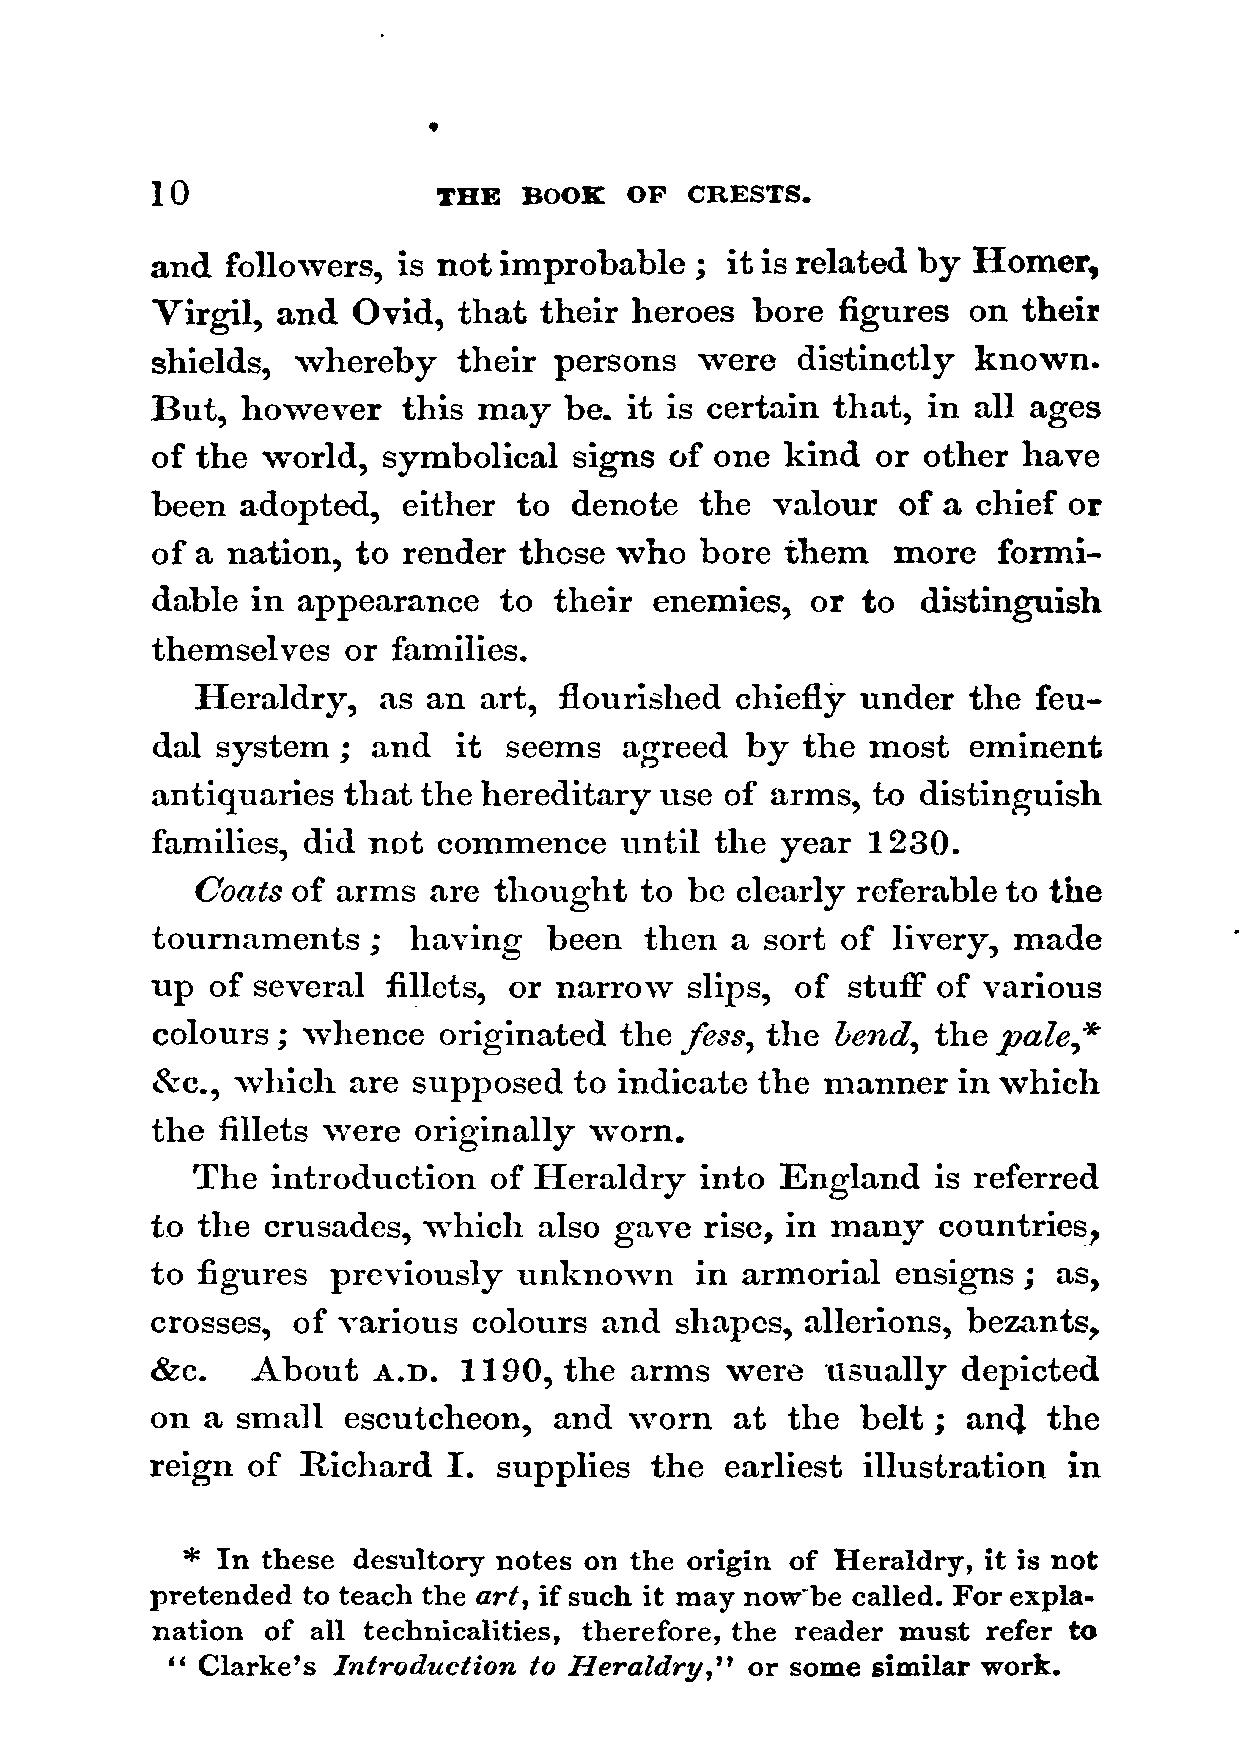 10 THE BOOK OF CRESTS.
and followers, is not improbable ; it is related by Homer,
Virgil, and Ovid, that their heroes bore figures on their
shields, whereby their persons were distinctly known.
But, however this may be. it is certain that, in all ages
of the world, symbolical signs of one kind or other have
been adopted, either to denote the valour of a chief or
of a nation, to render those who bore them more formi-
dable in appearance to their enemies, or to distinguish
themselves or families.
Heraldry, as an art, flourished chiefly under the feu-
dal system ; and it seems agreed by the most eminent
antiquaries that the hereditary use of arms, to distinguish
families, did not commence until the year 1230.
Coats of arms are thought to be clearly referable to the
tournaments ; having been then a sort of livery, made
up of several fillets, or narrow slips, of stuff of various
colours ; whence originated the fess, the bend, the pale,*
&c., which are supposed to indicate the manner in which
the fillets were originally worn.
The introduction of Heraldry into England is referred
to the crusades, which also gave rise, in many countries,
to figures previously unknown in armorial ensigns ; as,
crosses, of various colours and shapes, allerions, bezants,
&c. About A.D. 1190, the arms were usually depicted
on a small escutcheon, and worn at the belt ; and the
reign of Richard I. supplies the earliest illustration in
* In these desultory notes on the origin of Heraldry, it is not
pretended to teach the art, if such it may now be called. For expla-
nation of all technicalities, therefore, the reader must refer to
“ Clarke's Introduction to Heraldry,” or some similar work.